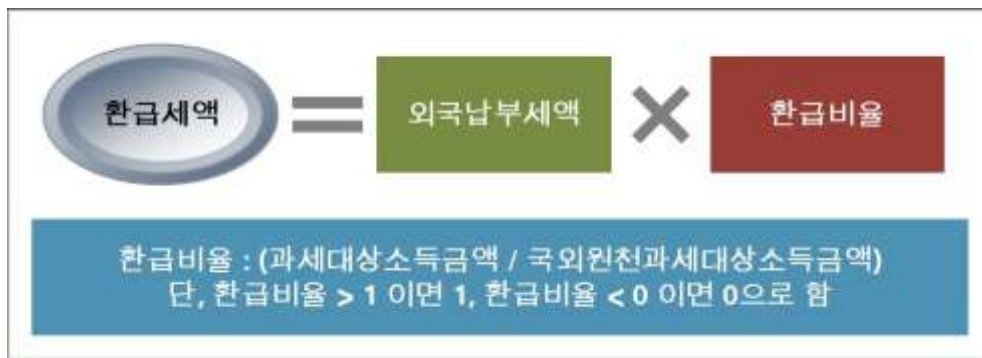 환급세액 = 외국납부세액 × 환급비율
환급비율 : (과세대상소득금액 / 국외원천과세대상소득금액)
단, 환급비율 > 1 이면 1, 환급비율 < 0 이면 0으로 함